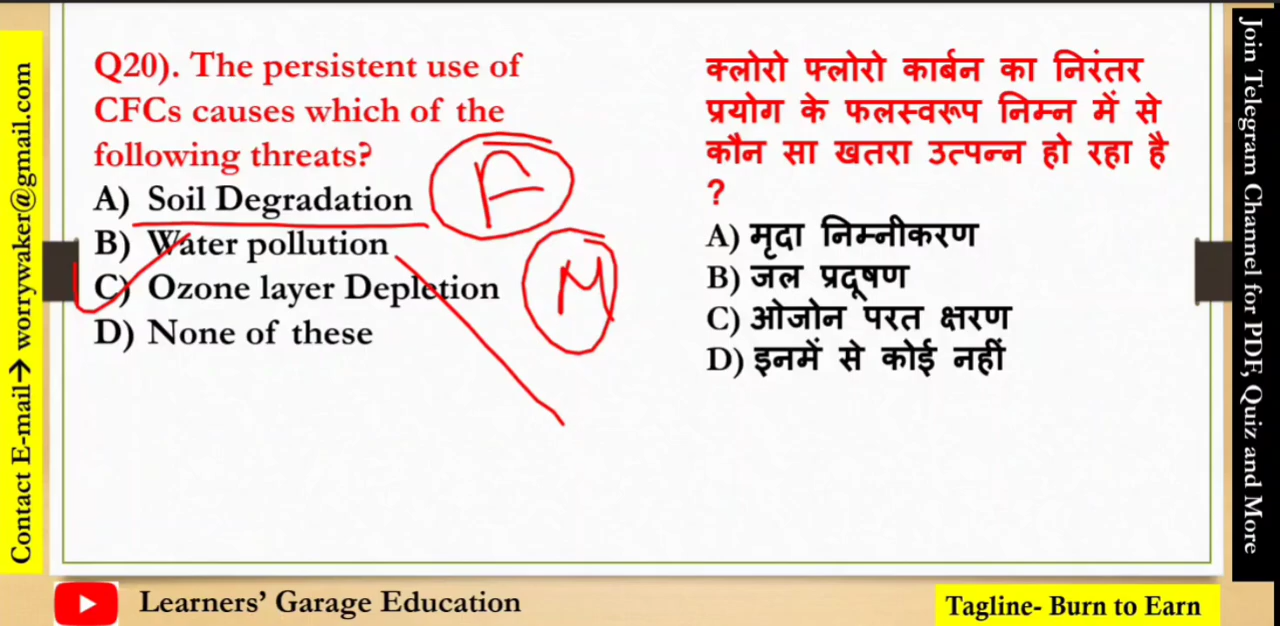 Q20). The persistent use of
CFCs causes which of the
following threats?
A) Soil Degradation
B) Water pollution
C) Ozone layer Depletion
D) None of these
F
M
क्लोरो फ्लोरो कार्बन का निरंतर
प्रयोग के फलस्वरूप निम्न में से
कौन सा खतरा उत्पन्न हो रहा है
?
A) मृदा निम्नीकरण
B) जल प्रदूषण
C) ओजोन परत क्षरण
D) इनमें से कोई नहीं
Contact E-mail→ worrywaker@gmail.com
Join Telegram Channel for PDF, Quiz and More
Learners’ Garage Education
Tagline- Burn to Earn